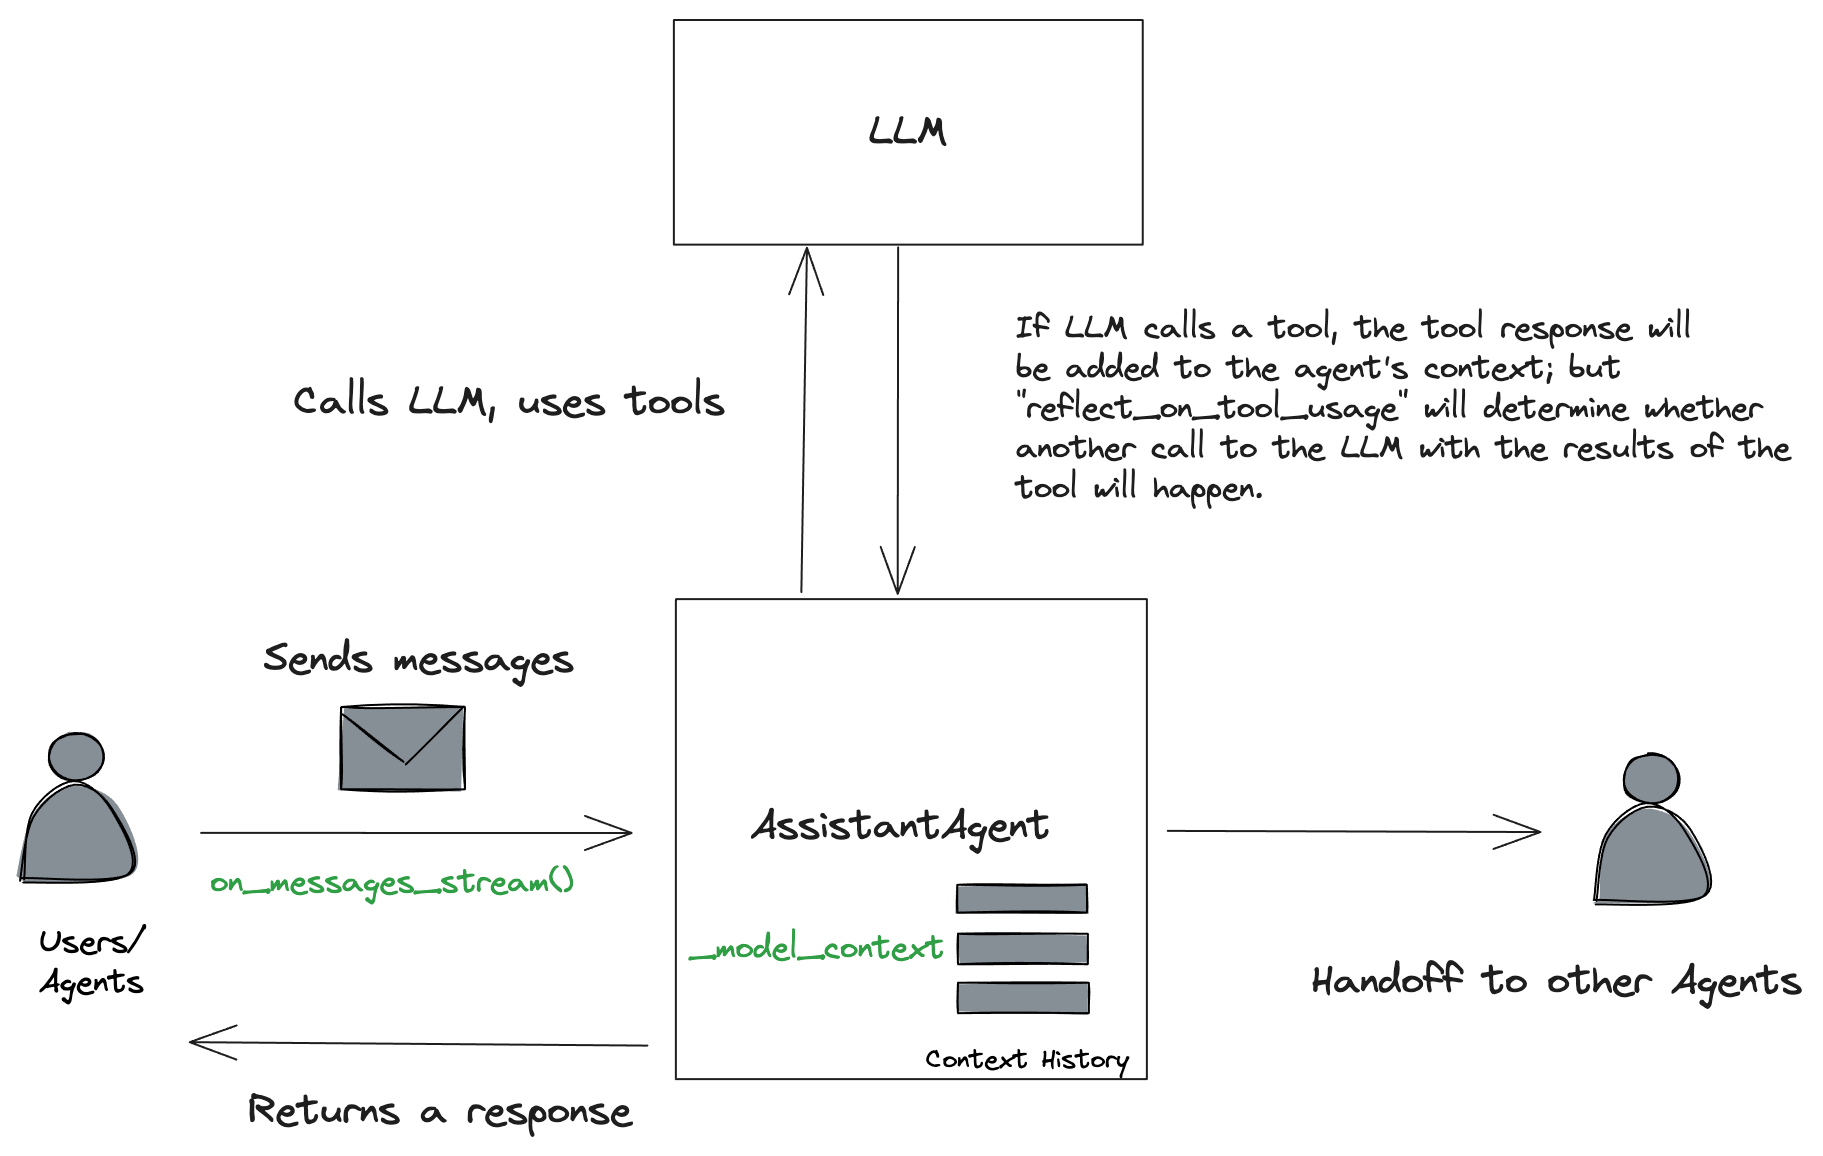 LLM
If LLM calls a tool, the tool response will
be added to the agent's context; but
"reflect_on_tool_usage" will determine whether
another call to the LLM with the results of the
tool will happen.
Calls LLM, uses tools
Sends messages
on_messages_stream()
Users/
Agents
AssistantAgent
_model_context
Context History
Handoff to other Agents
Returns a response